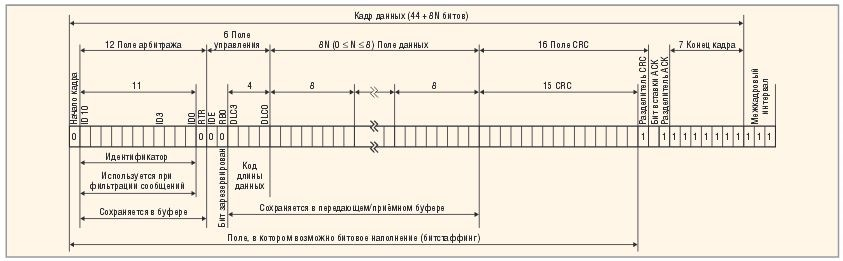 Кадр данных (44 + 8N битов)
12 Поле арбитража
6 Поле
управления
8N (0 ≤ N ≤ 8) Поле данных
16 Поле CRC
7 Конец кадра
11
4
8
8
15 CRC
Начало кадра
ID 10
ID3
ID0
RTR
IDE
RBO
DLC3
DLC0
Разделитель CRC
Бит вставки ACK
Разделитель ACK
Межкадровый
интервал
0 0 0 0 1 1 1 1 1 1 1 1 1 1 1
Идентификатор
Используется при
фильтрации сообщений
Сохраняется в буфере
Бит зарезервирован
Код
длины
данных
Сохраняется в передающем/приёмном буфере
Поле, в котором возможно битовое наполнение (битстаффинг)